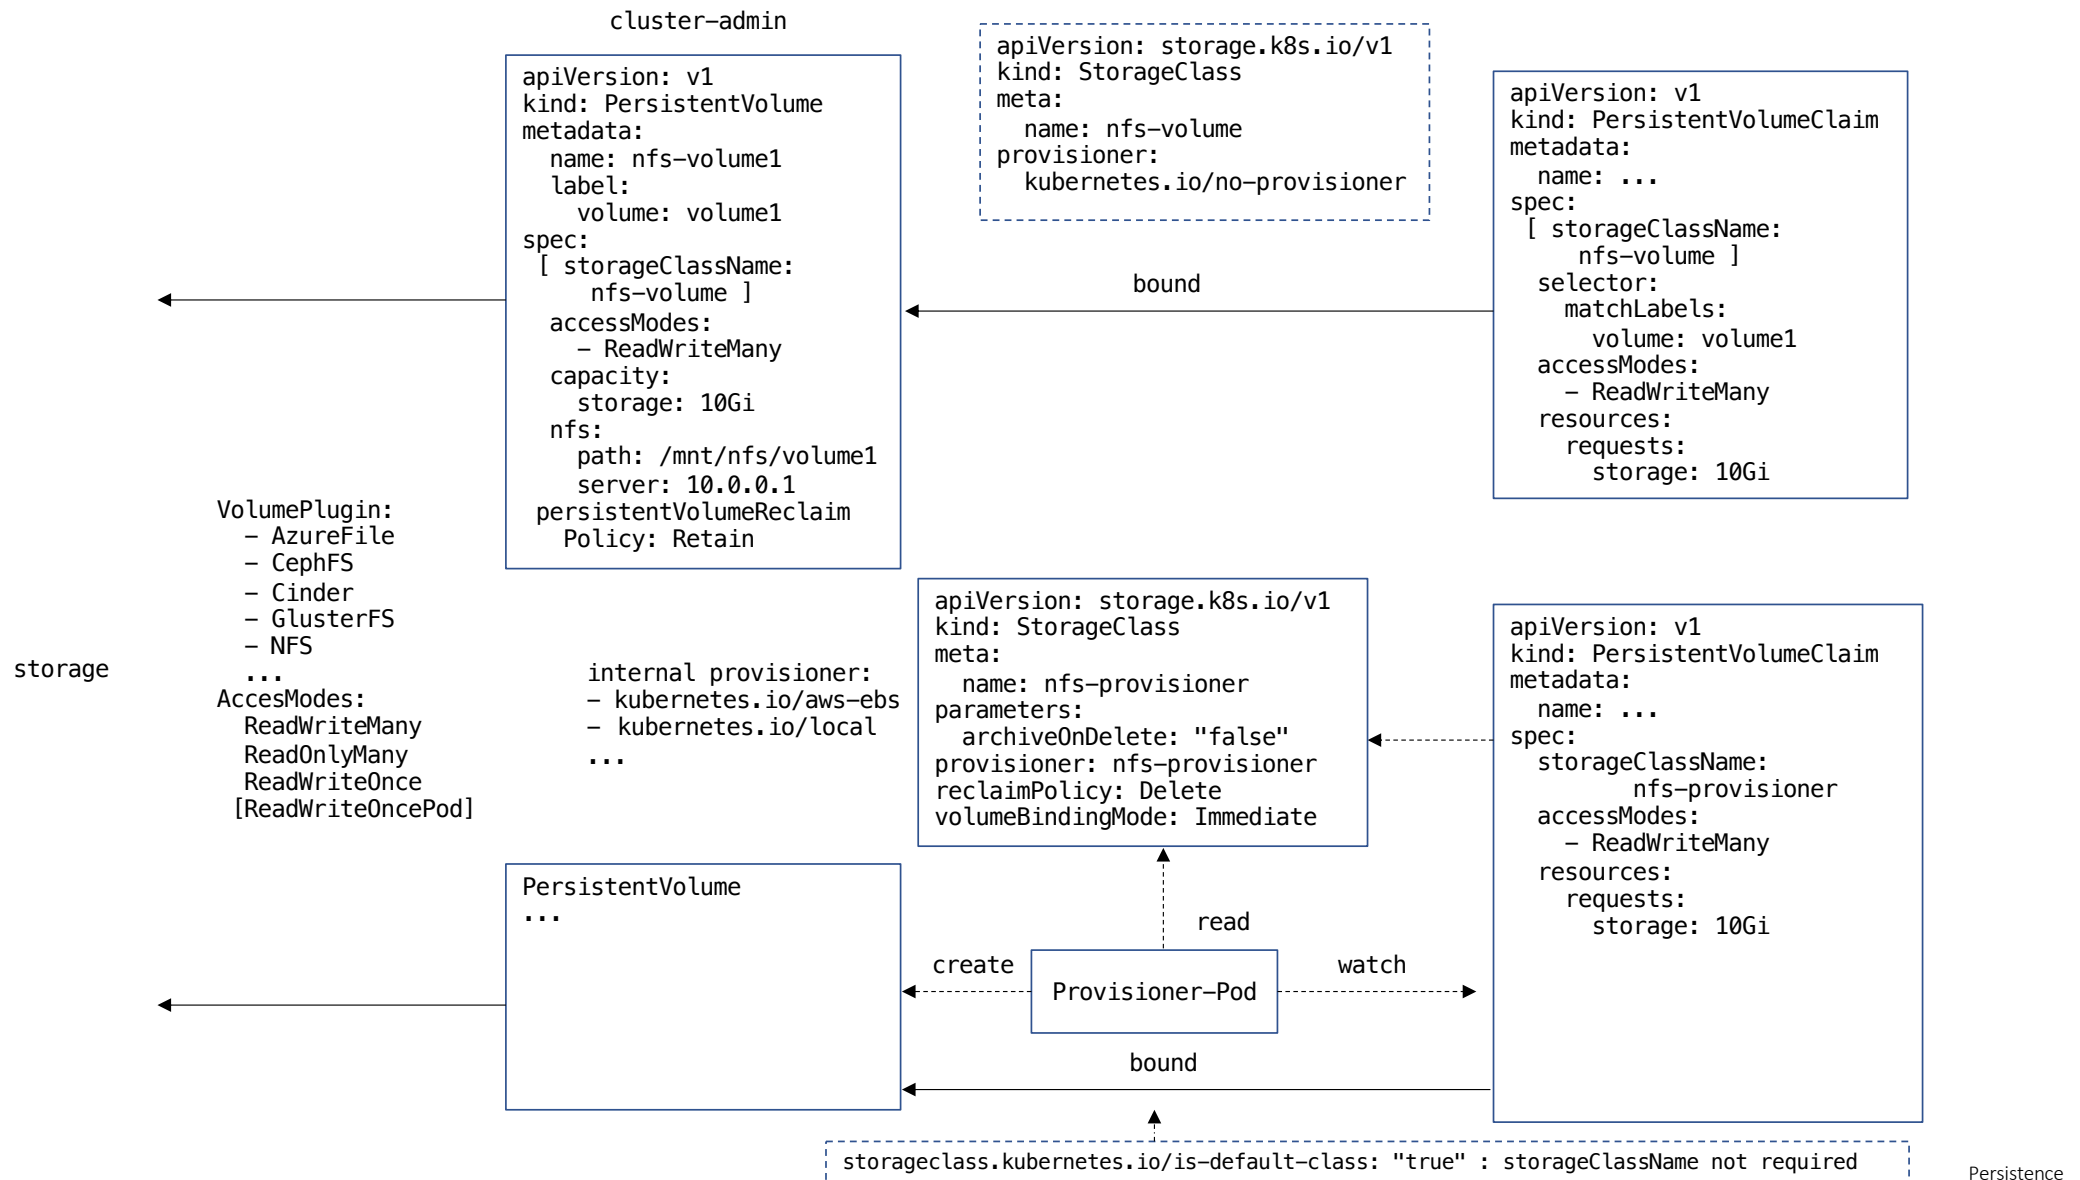 cluster-admin
apiVersion: v1
kind: PersistentVolume
metadata:
  name: nfs-volume1
  label:
    volume: volume1
spec:
 [ storageClassName:
     nfs-volume ]
  accessModes:
    - ReadWriteMany
  capacity:
    storage: 10Gi
  nfs:
    path: /mnt/nfs/volume1
    server: 10.0.0.1
 persistentVolumeReclaim
   Policy: Retain
apiVersion: storage.k8s.io/v1
kind: StorageClass
meta:
  name: nfs-volume
provisioner:
  kubernetes.io/no-provisioner
bound
apiVersion: v1
kind: PersistentVolumeClaim
metadata:
  name: ...
spec:
 [ storageClassName:
     nfs-volume ]
  selector:
    matchLabels:
      volume: volume1
  accessModes:
    - ReadWriteMany
  resources:
    requests:
      storage: 10Gi
storage
VolumePlugin:
  - AzureFile
  - CephFS
  - Cinder
  - GlusterFS
  - NFS
  ...
AccesModes:
  ReadWriteMany
  ReadOnlyMany
  ReadWriteOnce
 [ReadWriteOncePod]
internal provisioner:
- kubernetes.io/aws-ebs
- kubernetes.io/local
...
apiVersion: storage.k8s.io/v1
kind: StorageClass
meta:
  name: nfs-provisioner
parameters:
  archiveOnDelete: "false"
provisioner: nfs-provisioner
reclaimPolicy: Delete
volumeBindingMode: Immediate
apiVersion: v1
kind: PersistentVolumeClaim
metadata:
  name: ...
spec:
  storageClassName:
         nfs-provisioner
  accessModes:
    - ReadWriteMany
  resources:
    requests:
      storage: 10Gi
PersistentVolume
...
read
create
Provisioner-Pod
watch
bound
storageclass.kubernetes.io/is-default-class: "true" : storageClassName not required
Persistence